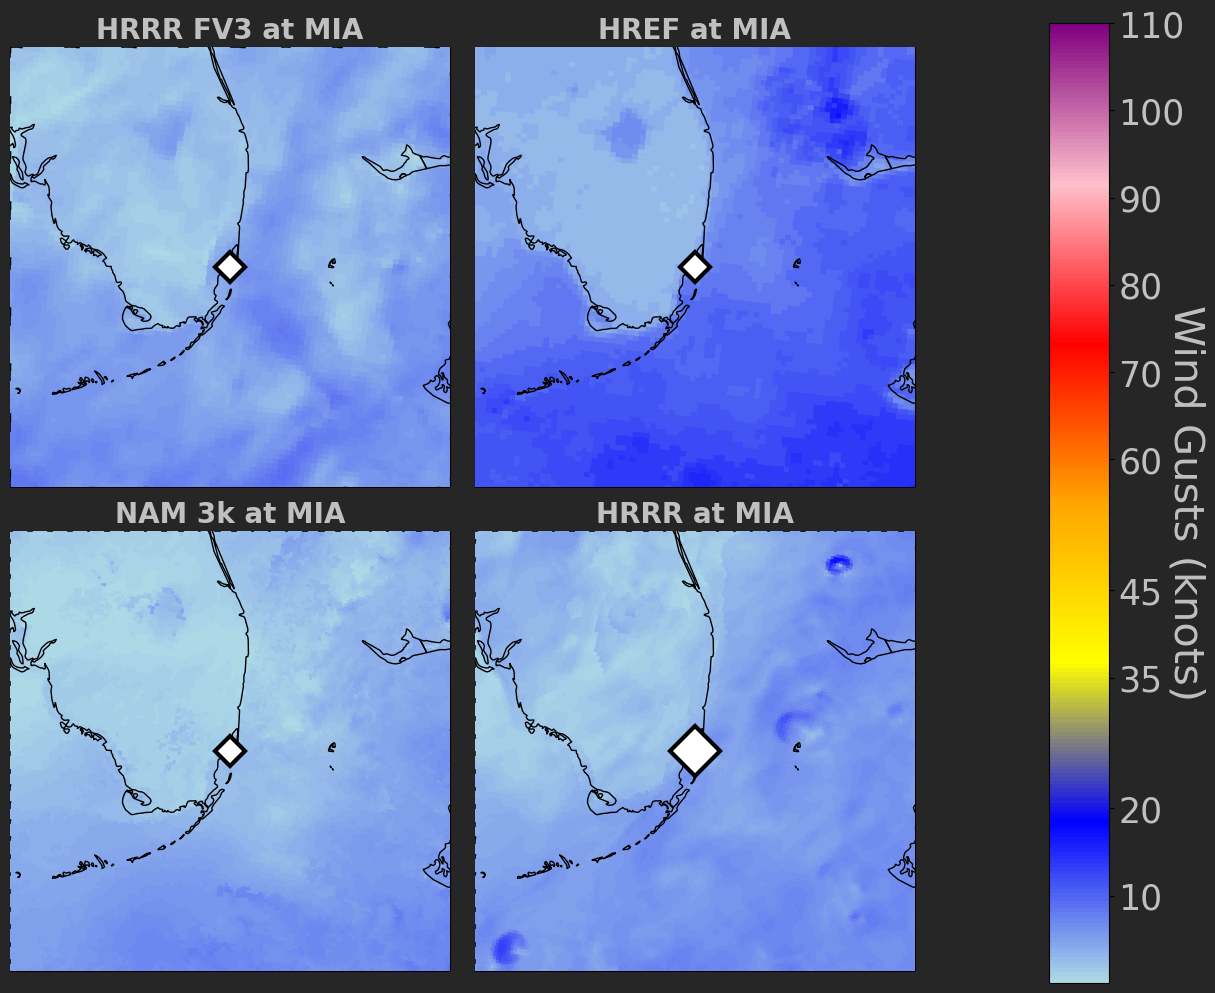 HRRR FV3 at MIA
HREF at MIA
NAM 3k at MIA
HRRR at MIA
110
100
90
80
70
60
45
35
20
10
Wind Gusts (knots)